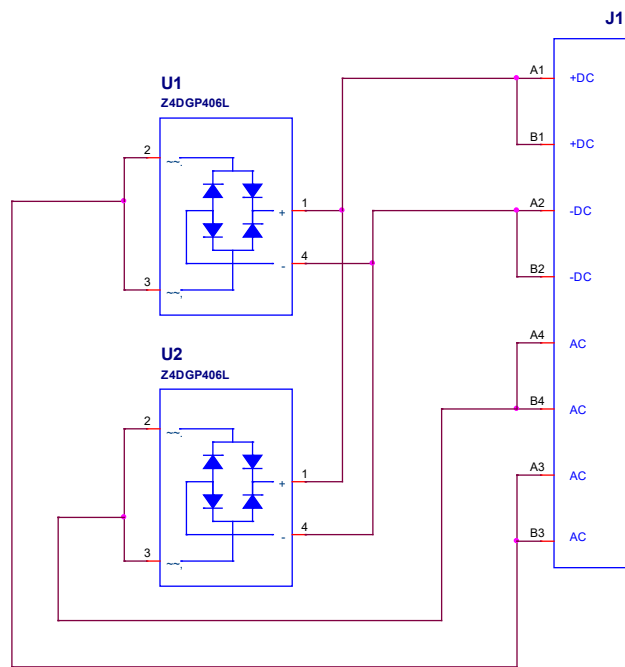 J1
A1
+DC
B1
+DC
A2
-DC
B2
-DC
A4
AC
B4
AC
A3
AC
B3
AC
U1
Z4DGP406L
2
~~
1
+
4
-
3
~~
U2
Z4DGP406L
2
~~
1
+
4
-
3
~~